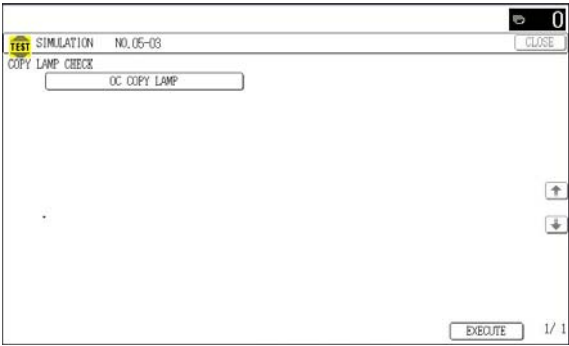 0
TEST SIMULATION NO.05-03 CLOSE
COPY LAMP CHECK
OC COPY LAMP
EXECUTE 1/ 1